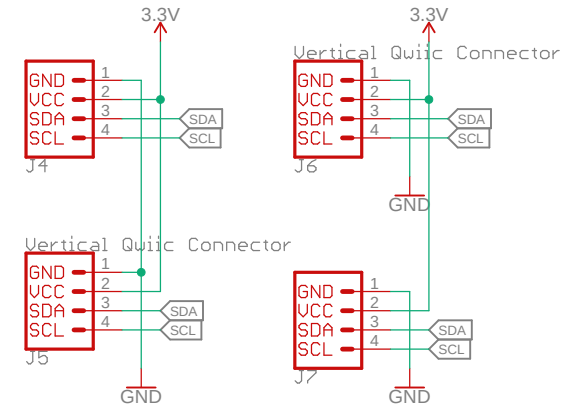 3.3V
GND 1
VCC 2
SDA 3 SDA
SCL 4 SCL
J4
Vertical Qwiic Connector
GND 1
VCC 2
SDA 3 SDA
SCL 4 SCL
J5
GND
3.3V
Vertical Qwiic Connector
GND 1
VCC 2
SDA 3 SDA
SCL 4 SCL
J6
GND
GND 1
VCC 2
SDA 3 SDA
SCL 4 SCL
J7
GND